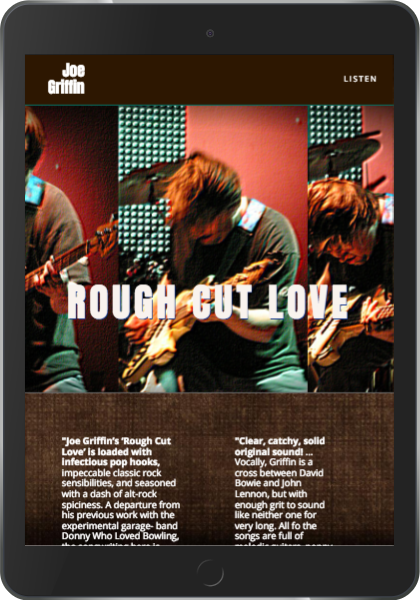 Joe
Griffin
LISTEN
ROUGH CUT LOVE
"Joe Griffin's 'Rough Cut
Love' is loaded with
infectious pop hooks,
impeccable classic rock
sensibilities, and seasoned
with a dash of alt-rock
spiciness. A departure from
his previous work with the
experimental garage- band
Donny Who Loved Bowling,
the songwriting here is
"Clear, catchy, solid
original sound! ...
Vocally, Griffin is a
cross between David
Bowie and John
Lennon, but with
enough grit to sound
like neither one for
very long. All fo the
songs are full of